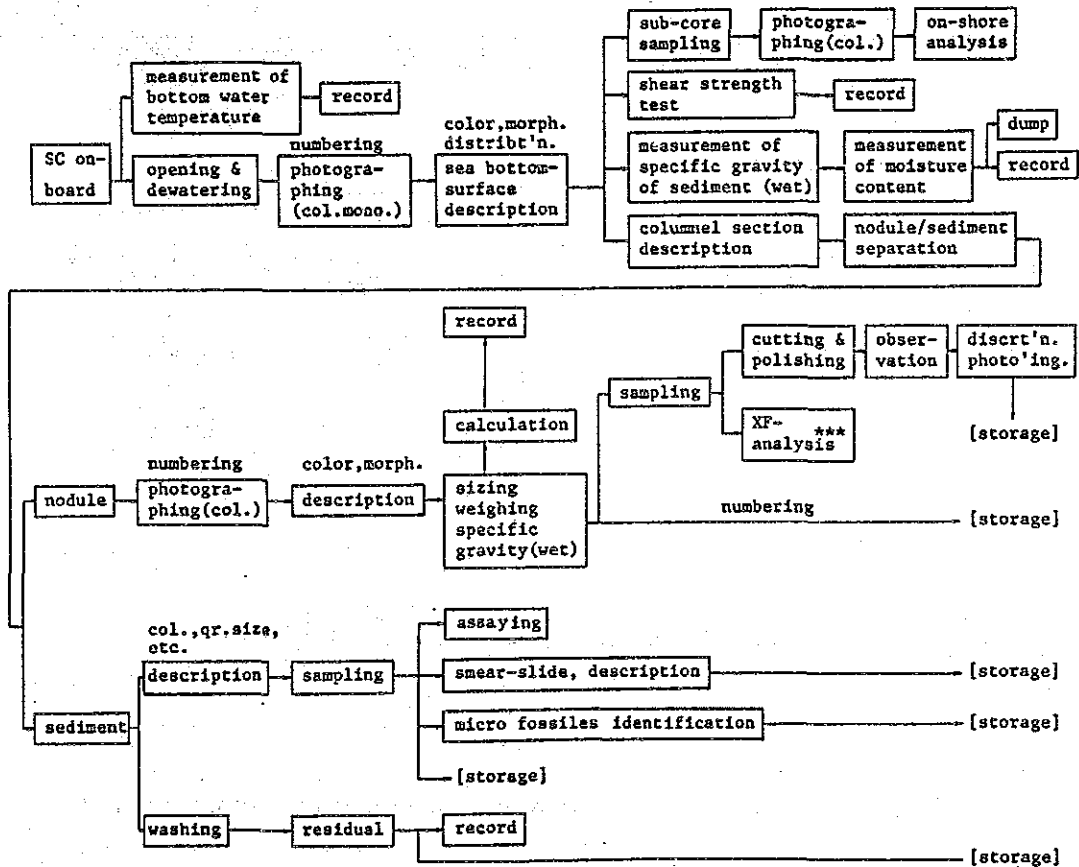 sub-core
sampling
photogra-
phing(col.)
on-shore
analysis
measurement of
bottom water
temperature
record
shear strength
test
record
SC on-
board
opening &
dewatering
numbering
photogra-
phing
(col.mono.)
color,morph.
distribt'n.
sea bottom-
surface
description
measurement of
specific gravity
of sediment (wet)
measurement
of moisture
content
dump
record
colummel section
description
nodule/sediment
separation
record
calculation
sampling
cutting &
polishing
obser-
vation
discrt'n.
photo'ing.
[storage]
XF-
analysis ***
nodule
numbering
photogra-
phing(col.)
color,morph.
description
sizing
weighing
specific
gravity(wet)
numbering
[storage]
sediment
col.,qr.size,
etc.
description
sampling
assaying
smear-slide, description
[storage]
micro fossiles identification
[storage]
[storage]
washing
residual
record
[storage]